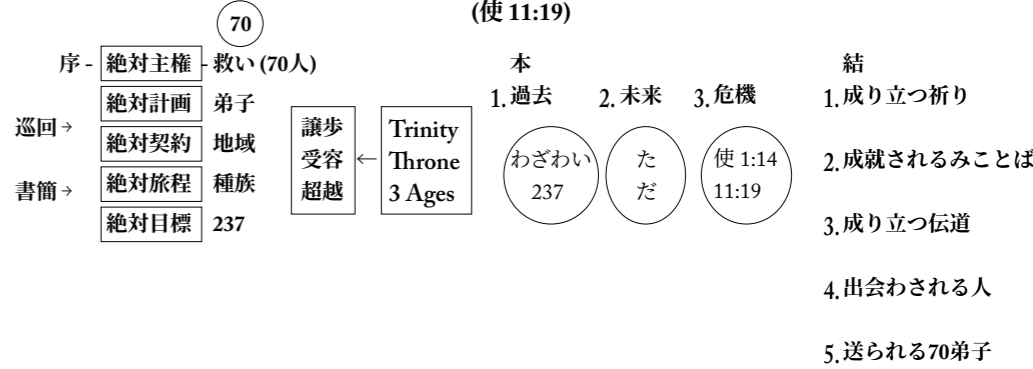 (使 11:19)
70
序 - 絶対主権 - 救い (70人)
絶対計画 弟子
巡回→
絶対契約 地域
書簡→
絶対旅程 種族
絶対目標 237
譲歩
受容
超越
←
Trinity
Throne
3 Ages
本
1. 過去
わざわい
237
2. 未来
た
だ
3. 危機
使 1:14
11:19
結
1. 成り立つ祈り
2. 成就されるみことば
3. 成り立つ伝道
4. 出会わされる人
5. 送られる70弟子